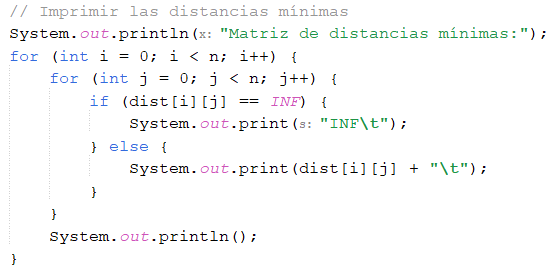 // Imprimir las distancias mínimas
System.out.println(x: "Matriz de distancias mínimas:");
for (int i = 0; i < n; i++) {
    for (int j = 0; j < n; j++) {
        if (dist[i][j] == INF) {
            System.out.print(s: "INF\t");
        } else {
            System.out.print(dist[i][j] + "\t");
        }
    }
    System.out.println();
}